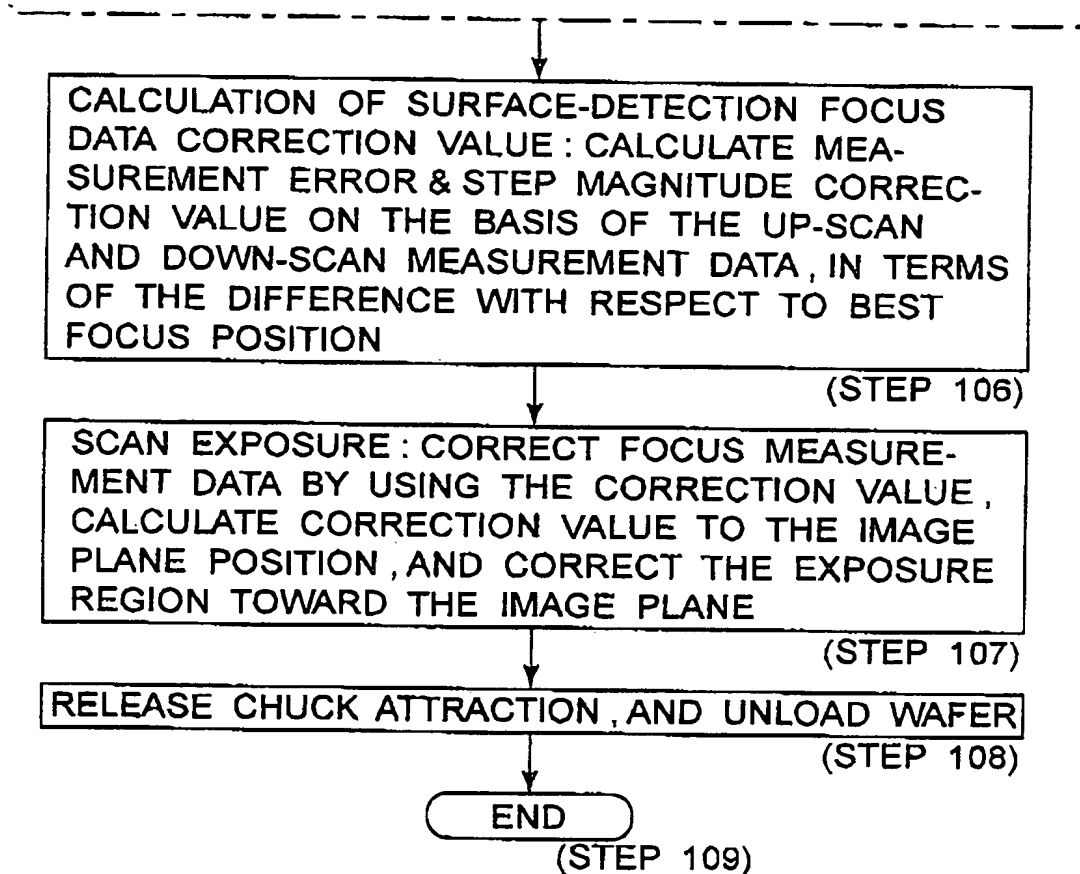 CALCULATION OF SURFACE-DETECTION FOCUS
DATA CORRECTION VALUE : CALCULATE MEA-
SUREMENT ERROR & STEP MAGNITUDE CORREC-
TION VALUE ON THE BASIS OF THE UP-SCAN
AND DOWN-SCAN MEASUREMENT DATA , IN TERMS
OF THE DIFFERENCE WITH RESPECT TO BEST
FOCUS POSITION
(STEP 106)
SCAN EXPOSURE : CORRECT FOCUS MEASURE-
MENT DATA BY USING THE CORRECTION VALUE ,
CALCULATE CORRECTION VALUE TO THE IMAGE
PLANE POSITION , AND CORRECT THE EXPOSURE
REGION TOWARD THE IMAGE PLANE
(STEP 107)
RELEASE CHUCK ATTRACTION , AND UNLOAD WAFER
(STEP 108)
END
(STEP 109)